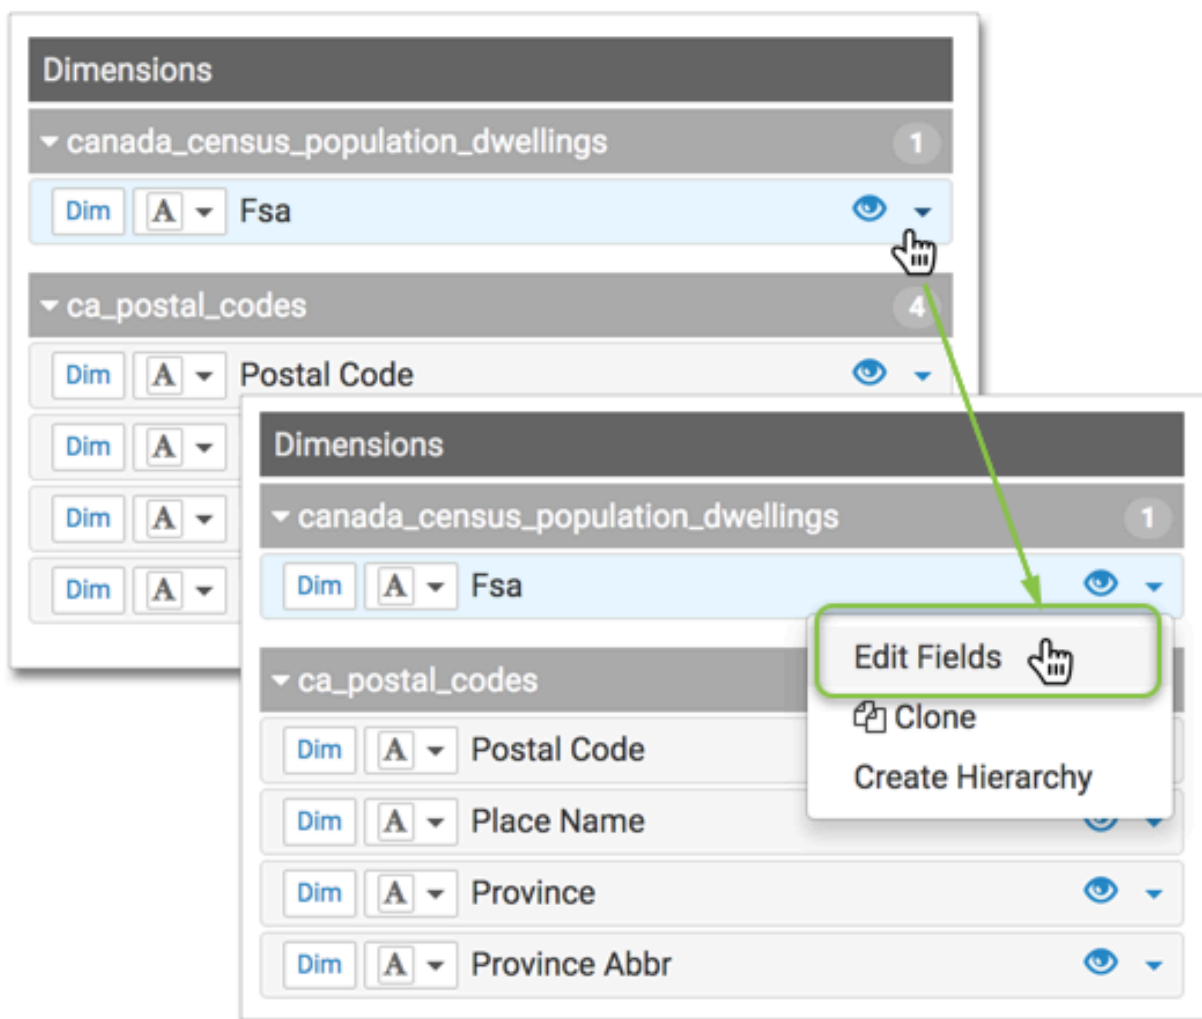 Dimensions
canada_census_population_dwellings 1
Dim A Fsa
ca_postal_codes 4
Dim A Postal Code
Dim A
Dim A
Dim A
Dimensions
canada_census_population_dwellings 1
Dim A Fsa
Edit Fields
ca_postal_codes
Clone
Dim A Postal Code
Create Hierarchy
Dim A Place Name
Dim A Province
Dim A Province Abbr